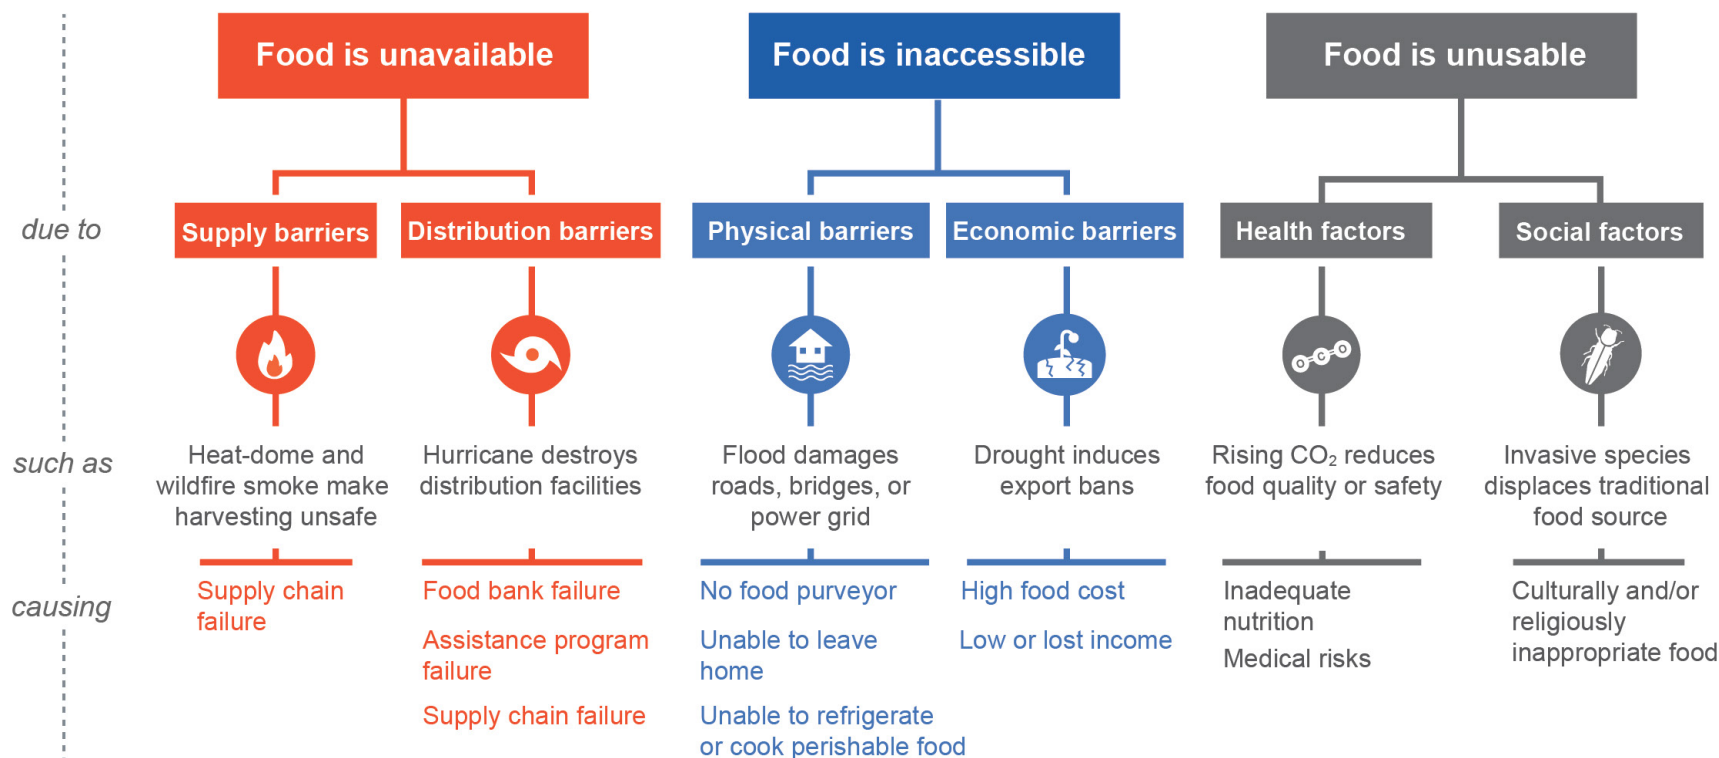 Food is unavailable
Food is inaccessible
Food is unusable
due to
Supply barriers
Distribution barriers
Physical barriers
Economic barriers
Health factors
Social factors
O C O
such as
Heat-dome and
wildfire smoke make
harvesting unsafe
Hurricane destroys
distribution facilities
Flood damages
roads, bridges, or
power grid
Drought induces
export bans
Rising CO₂ reduces
food quality or safety
Invasive species
displaces traditional
food source
causing
Supply chain
failure
Food bank failure
Assistance program
failure
Supply chain failure
No food purveyor
Unable to leave
home
Unable to refrigerate
or cook perishable food
High food cost
Low or lost income
Inadequate
nutrition
Medical risks
Culturally and/or
religiously
inappropriate food